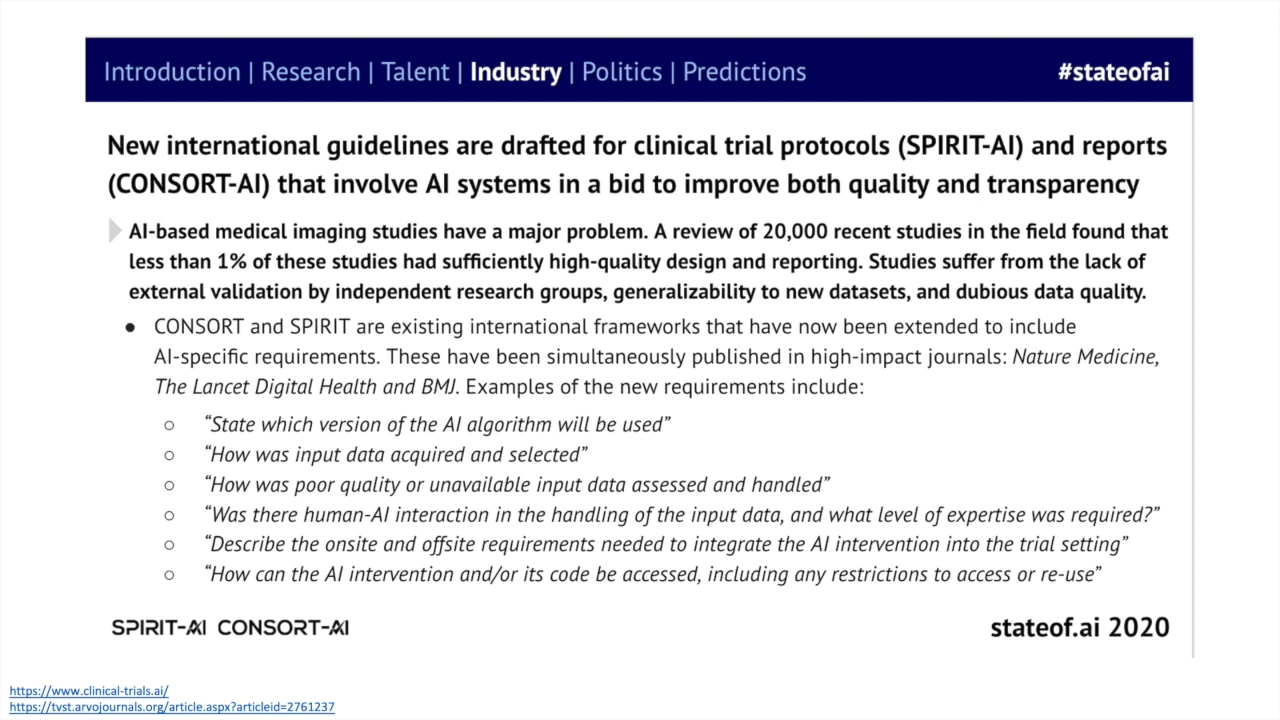 Introduction | Research | Talent | Industry | Politics | Predictions #stateofai
New international guidelines are drafted for clinical trial protocols (SPIRIT-AI) and reports
(CONSORT-AI) that involve AI systems in a bid to improve both quality and transparency
AI-based medical imaging studies have a major problem. A review of 20,000 recent studies in the field found that
less than 1% of these studies had sufficiently high-quality design and reporting. Studies suffer from the lack of
external validation by independent research groups, generalizability to new datasets, and dubious data quality.
● CONSORT and SPIRIT are existing international frameworks that have now been extended to include
AI-specific requirements. These have been simultaneously published in high-impact journals: Nature Medicine,
The Lancet Digital Health and BMJ. Examples of the new requirements include:
○ “State which version of the AI algorithm will be used”
○ “How was input data acquired and selected”
○ “How was poor quality or unavailable input data assessed and handled”
○ “Was there human-AI interaction in the handling of the input data, and what level of expertise was required?”
○ “Describe the onsite and offsite requirements needed to integrate the AI intervention into the trial setting”
○ “How can the AI intervention and/or its code be accessed, including any restrictions to access or re-use”
SPIRIT-AI CONSORT-AI stateof.ai 2020
https://www.clinical-trials.ai/
https://tvst.arvojournals.org/article.aspx?articleid=2761237